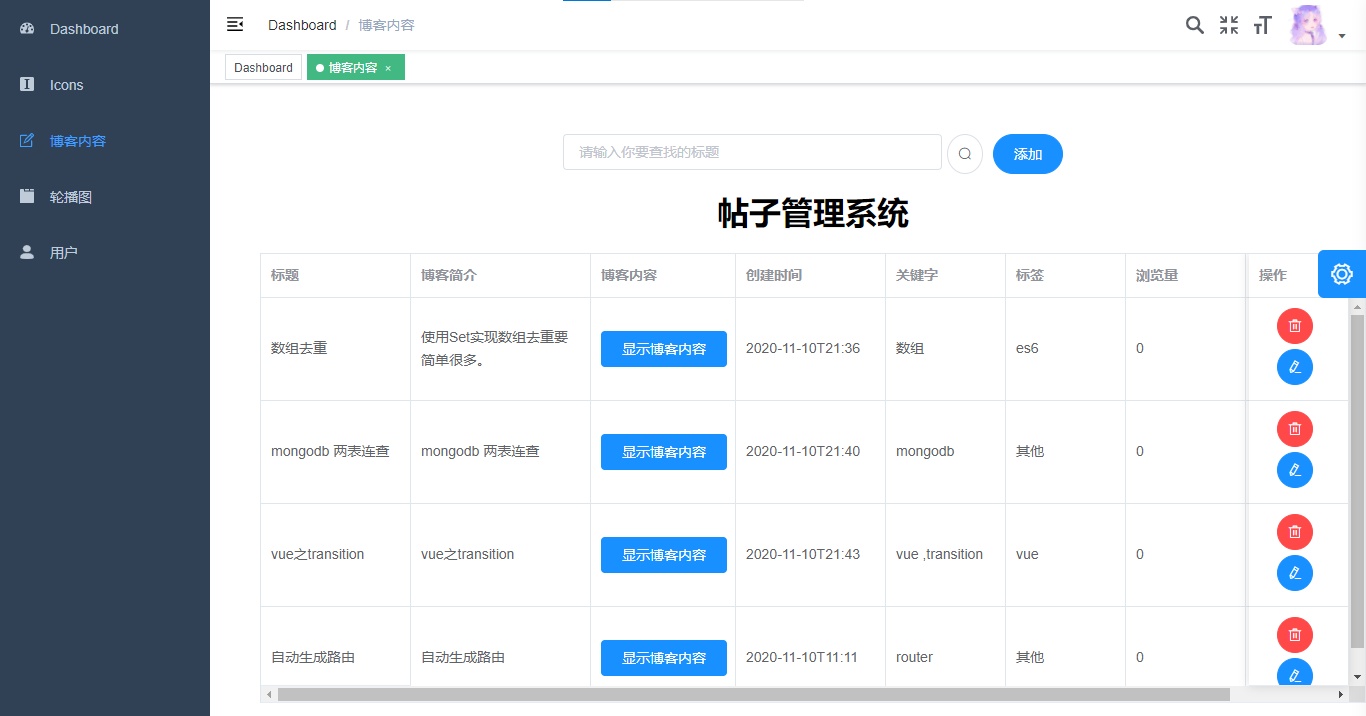 Dashboard
Icons
博客内容
轮播图
用户
Dashboard / 博客内容
Dashboard
博客内容 ×
请输入你要查找的标题
添加
帖子管理系统
标题 博客简介 博客内容 创建时间 关键字 标签 浏览量 操作
数组去重 使用Set实现数组去重要
简单很多。 显示博客内容 2020-11-10T21:36 数组 es6 0
mongodb 两表连查 mongodb 两表连查 显示博客内容 2020-11-10T21:40 mongodb 其他 0
vue之transition vue之transition 显示博客内容 2020-11-10T21:43 vue ,transition vue 0
自动生成路由 自动生成路由 显示博客内容 2020-11-10T11:11 router 其他 0